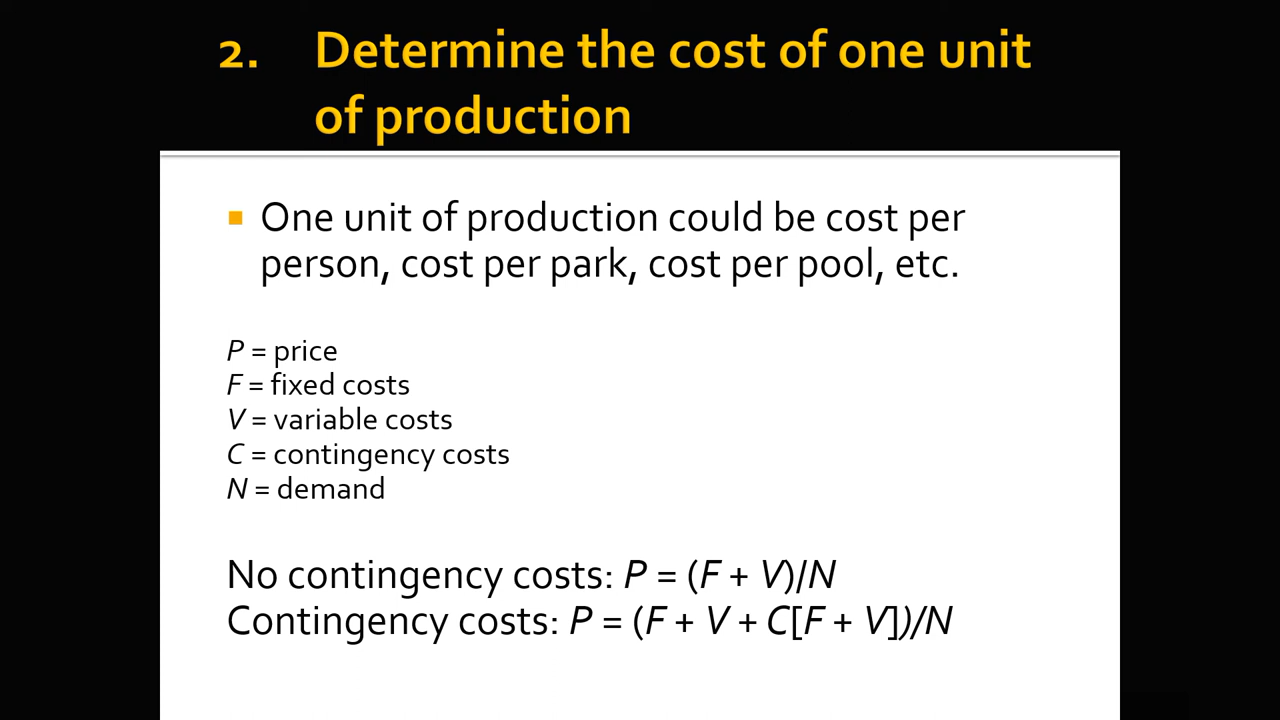 2. Determine the cost of one unit
of production
▪ One unit of production could be cost per
person, cost per park, cost per pool, etc.
P = price
F = fixed costs
V = variable costs
C = contingency costs
N = demand
No contingency costs: P = (F + V)/N
Contingency costs: P = (F + V + C[F + V])/N